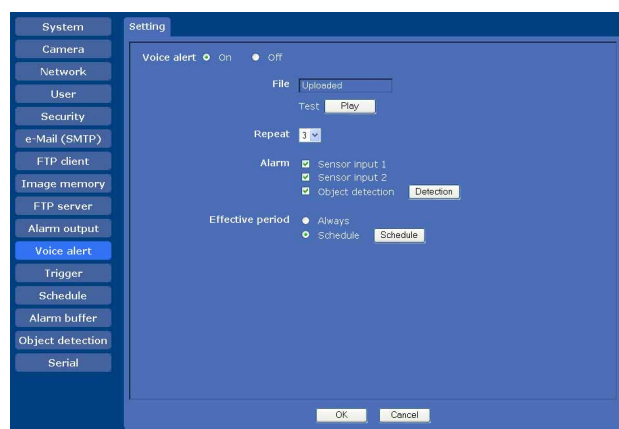 System
Camera
Network
User
Security
e-Mail (SMTP)
FTP client
Image memory
FTP server
Alarm output
Voice alert
Trigger
Schedule
Alarm buffer
Object detection
Serial
Setting
Voice alert On Off
File Uploaded
Test Play
Repeat 3
Alarm Sensor input 1
Sensor input 2
Object detection Detection
Effective period Always
Schedule Schedule
OK Cancel